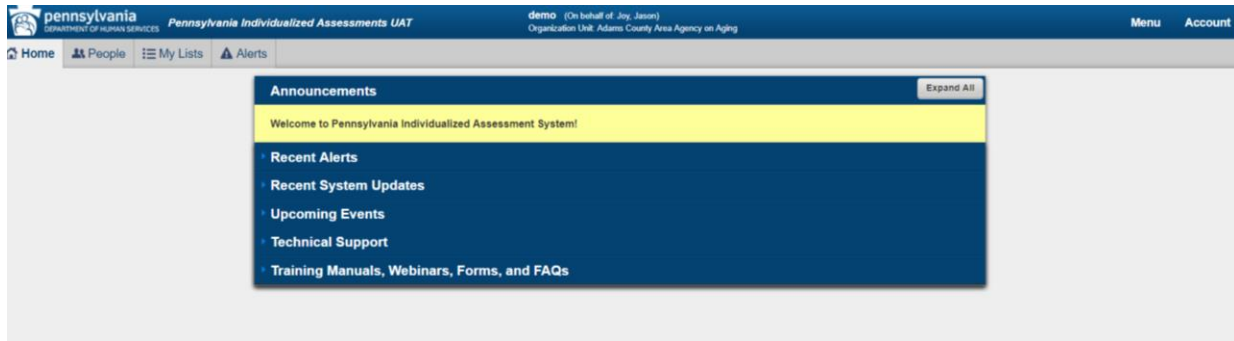 pennsylvania
DEPARTMENT OF HUMAN SERVICES
Pennsylvania Individualized Assessments UAT
demo (On behalf of: Joy, Jason)
Organization Unit: Adams County Area Agency on Aging
Menu Account
Home People My Lists Alerts
Announcements Expand All
Welcome to Pennsylvania Individualized Assessment System!
Recent Alerts
Recent System Updates
Upcoming Events
Technical Support
Training Manuals, Webinars, Forms, and FAQs